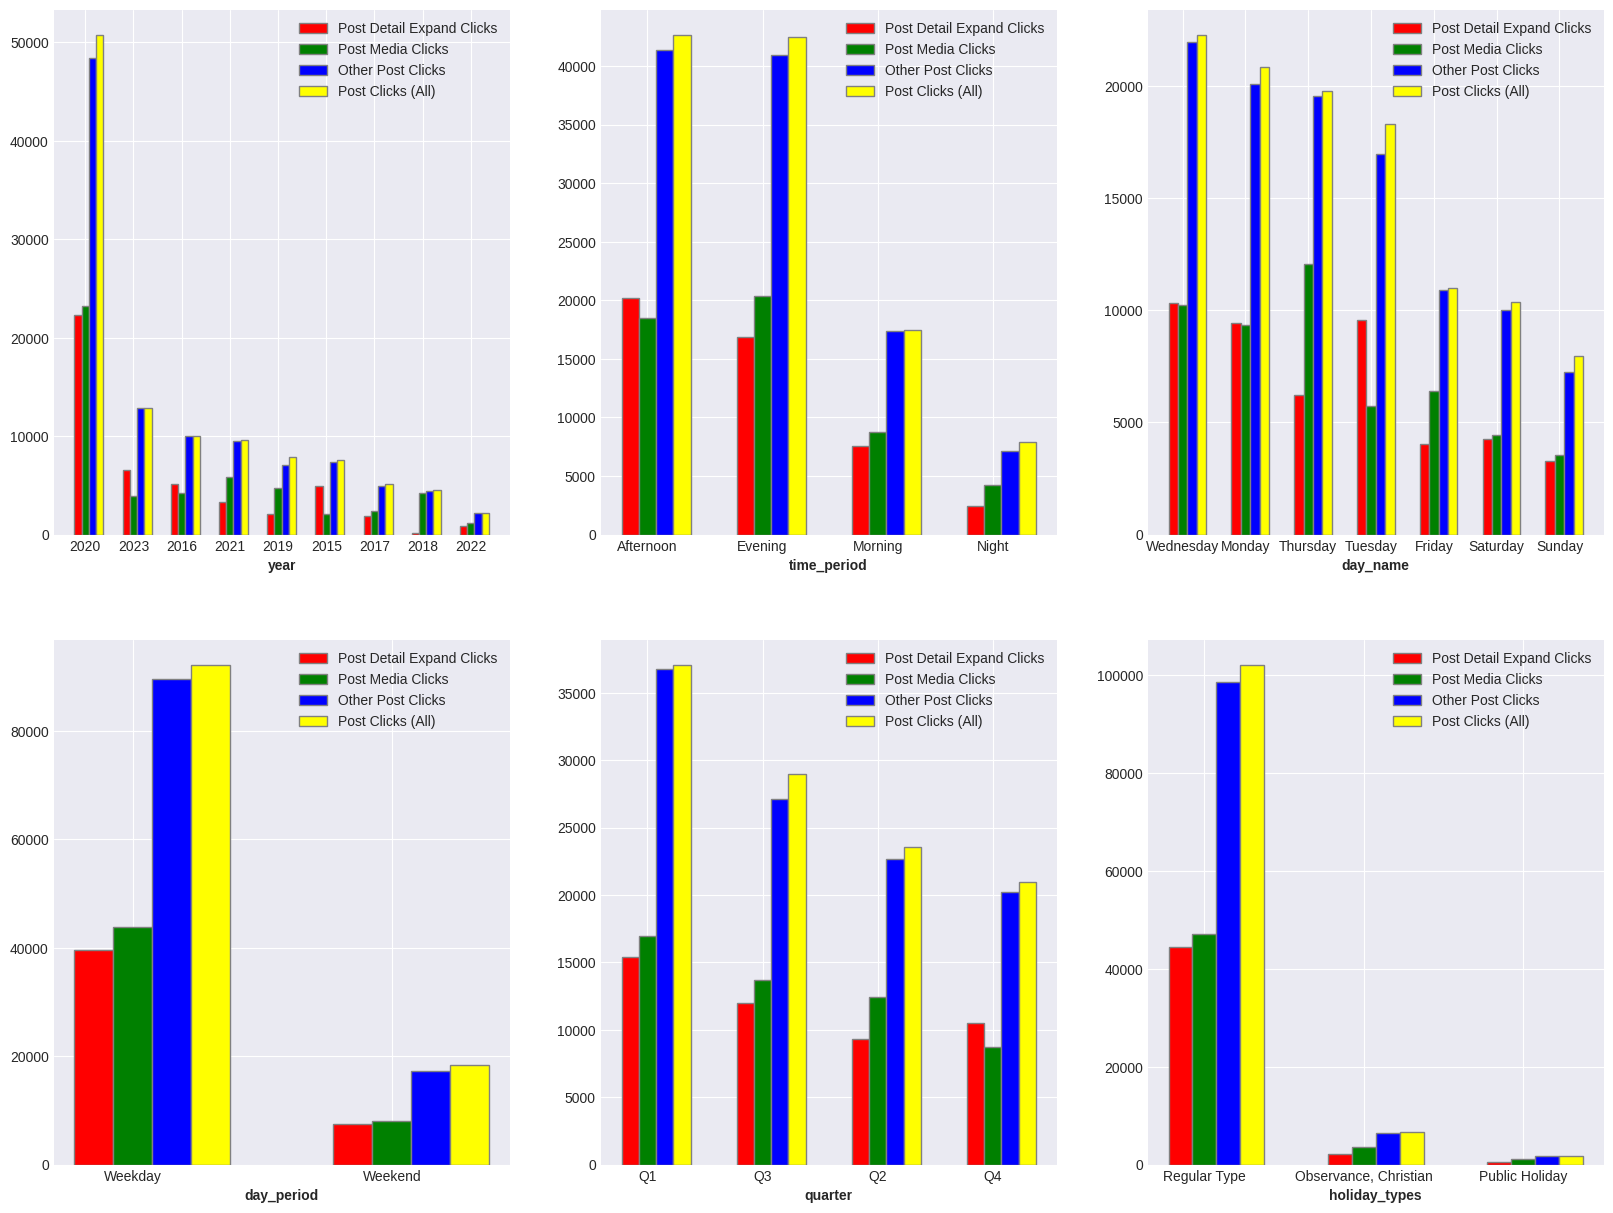 Post Detail Expand Clicks
Post Media Clicks
Other Post Clicks
Post Clicks (All)
50000
40000
30000
20000
10000
0
2020 2023 2016 2021 2019 2015 2017 2018 2022
year
Post Detail Expand Clicks
Post Media Clicks
Other Post Clicks
Post Clicks (All)
40000
35000
30000
25000
20000
15000
10000
5000
0
Afternoon Evening Morning Night
time_period
Post Detail Expand Clicks
Post Media Clicks
Other Post Clicks
Post Clicks (All)
20000
15000
10000
5000
0
Wednesday Monday Thursday Tuesday Friday Saturday Sunday
day_name
Post Detail Expand Clicks
Post Media Clicks
Other Post Clicks
Post Clicks (All)
80000
60000
40000
20000
0
Weekday Weekend
day_period
Post Detail Expand Clicks
Post Media Clicks
Other Post Clicks
Post Clicks (All)
35000
30000
25000
20000
15000
10000
5000
0
Q1 Q3 Q2 Q4
quarter
Post Detail Expand Clicks
Post Media Clicks
Other Post Clicks
Post Clicks (All)
100000
80000
60000
40000
20000
0
Regular Type Observance, Christian Public Holiday
holiday_types